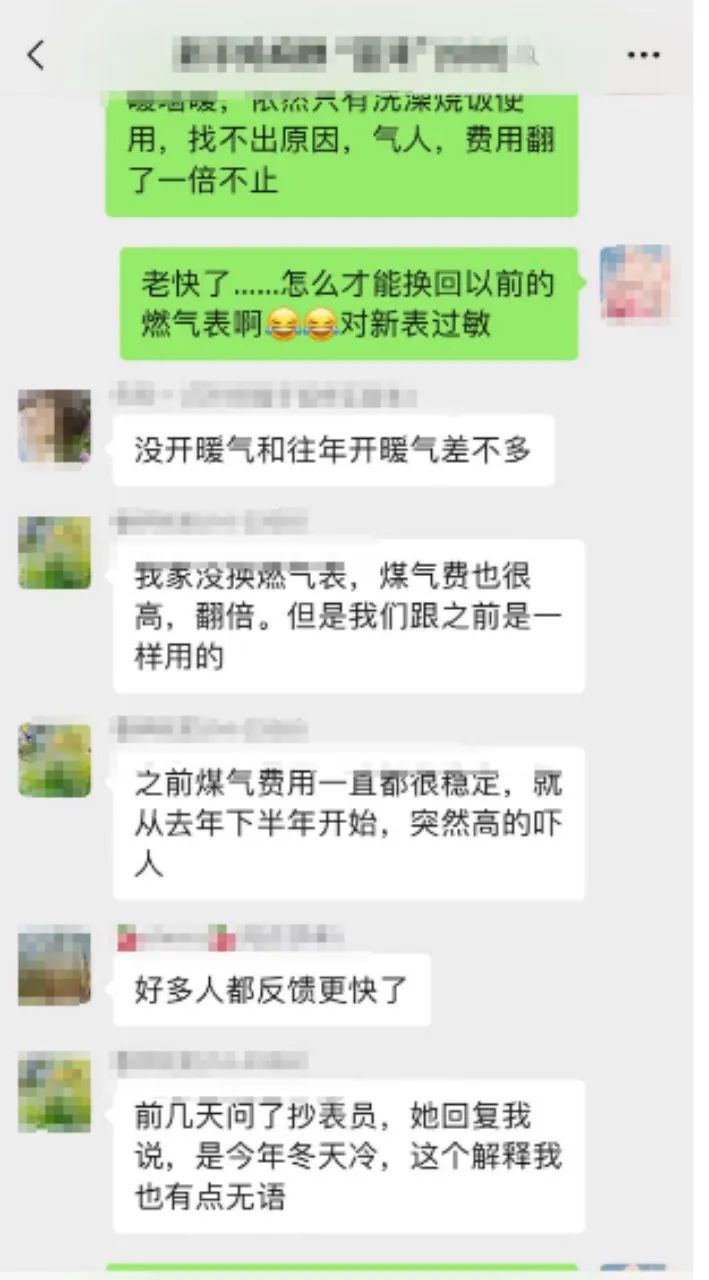 用，找不出原因，气人，费用翻
了一倍不止
老快了......怎么才能换回以前的
燃气表啊😂😂对新表过敏
没开暖气和往年开暖气差不多
我家没换燃气表，煤气费也很
高，翻倍。但是我们跟之前是一
样用的
之前煤气费用一直都很稳定，就
从去年下半年开始，突然高的吓
人
好多人都反馈更快了
前几天问了抄表员，她回复我
说，是今年冬天冷，这个解释我
也有点无语